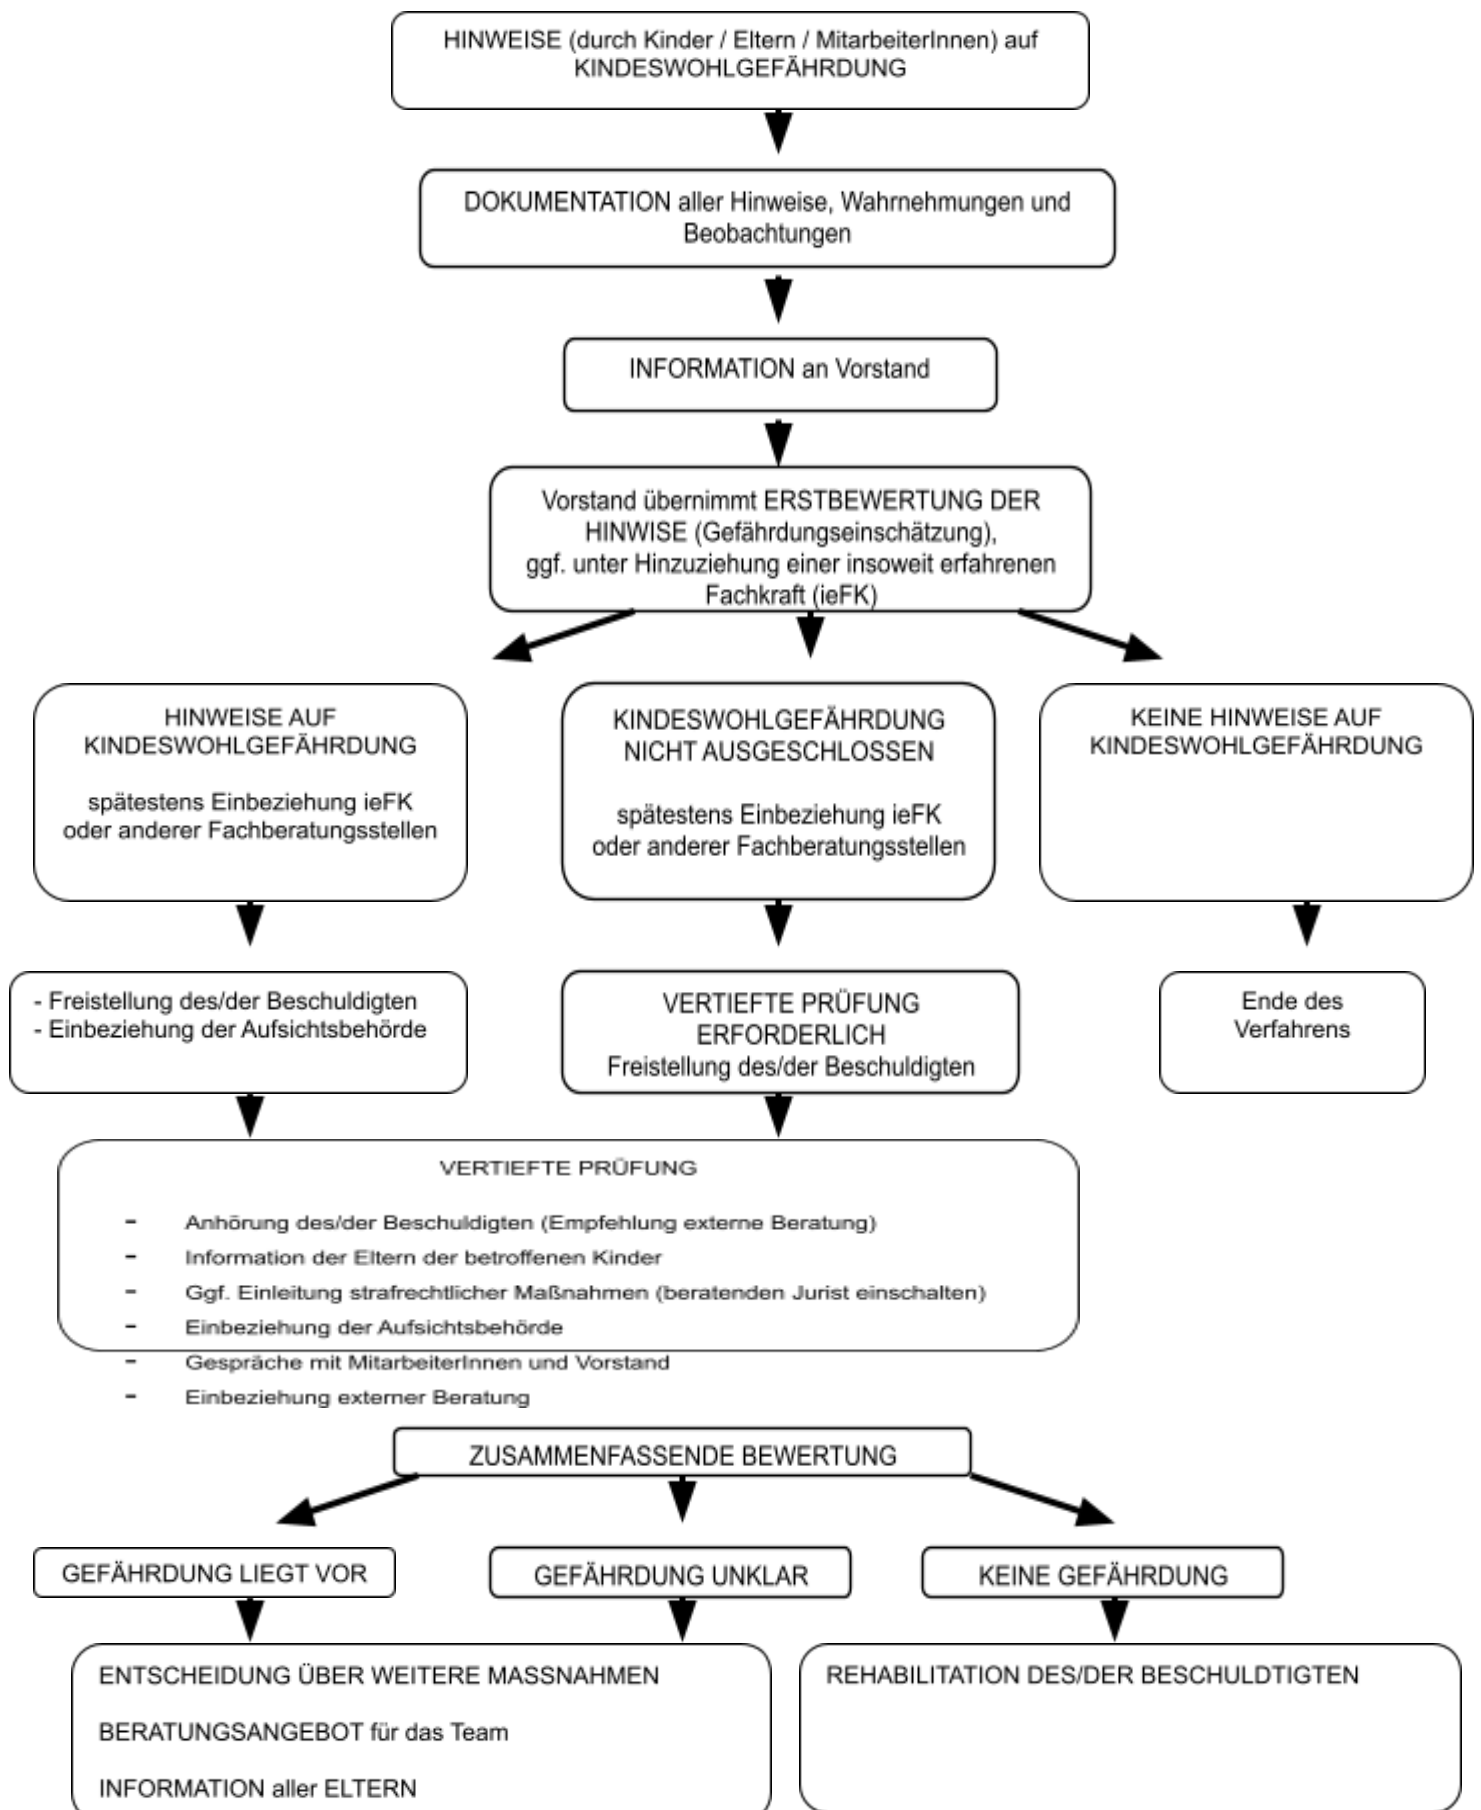 HINWEISE (durch Kinder / Eltern / MitarbeiterInnen) auf
KINDESWOHLGEFÄHRDUNG
DOKUMENTATION aller Hinweise, Wahrnehmungen und
Beobachtungen
INFORMATION an Vorstand
Vorstand übernimmt ERSTBEWERTUNG DER
HINWISE (Gefährdungseinschätzung),
ggf. unter Hinzuziehung einer insoweit erfahrenen
Fachkraft (ieFK)
HINWEISE AUF
KINDESWOHLGEFÄHRDUNG
spätestens Einbeziehung ieFK
oder anderer Fachberatungsstellen
KINDESWOHLGEFÄHRDUNG
NICHT AUSGESCHLOSSEN
spätestens Einbeziehung ieFK
oder anderer Fachberatungsstellen
KEINE HINWEISE AUF
KINDESWOHLGEFÄHRDUNG
- Freistellung des/der Beschuldigten
- Einbeziehung der Aufsichtsbehörde
VERTIEFTE PRÜFUNG
ERFORDERLICH
Freistellung des/der Beschuldigten
Ende des
Verfahrens
VERTIEFTE PRÜFUNG
- Anhörung des/der Beschuldigten (Empfehlung externe Beratung)
- Information der Eltern der betroffenen Kinder
- Ggf. Einleitung strafrechtlicher Maßnahmen (beratenden Jurist einschalten)
- Einbeziehung der Aufsichtsbehörde
- Gespräche mit MitarbeiterInnen und Vorstand
- Einbeziehung externer Beratung
ZUSAMMENFASSENDE BEWERTUNG
GEFÄHRDUNG LIEGT VOR
GEFÄHRDUNG UNKLAR
KEINE GEFÄHRDUNG
ENTSCHEIDUNG ÜBER WEITERE MASSNAHMEN
BERATUNGSANGEBOT für das Team
INFORMATION aller ELTERN
REHABILITATION DES/DER BESCHULDTIGTEN